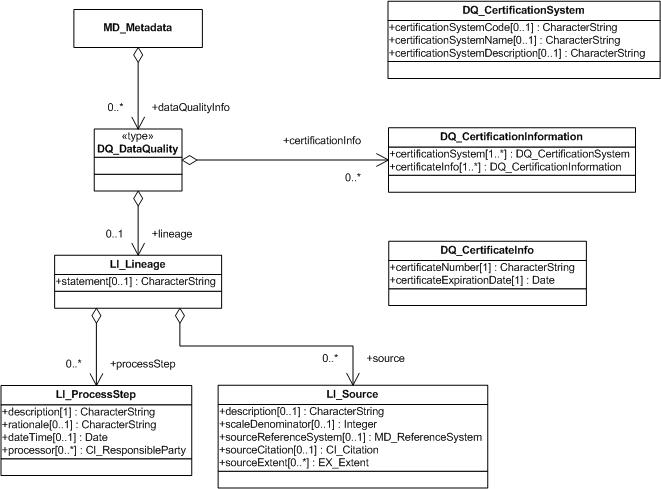 MD_Metadata
DQ_CertificationSystem
+certificationSystemCode[0..1] : CharacterString
+certificationSystemName[0..1] : CharacterString
+certificationSystemDescription[0..1] : CharacterString
0..* +dataQualityInfo
«type»
DQ_DataQuality
+certificationInfo
0..*
DQ_CertificationInformation
+certificationSystem[1..*] : DQ_CertificationSystem
+certificateInfo[1..*] : DQ_CertificationInformation
0..1 +lineage
LI_Lineage
+statement[0..1] : CharacterString
DQ_CertificateInfo
+certificateNumber[1] : CharacterString
+certificateExpirationDate[1] : Date
0..* +processStep
0..* +source
LI_ProcessStep
+description[1] : CharacterString
+rationale[0..1] : CharacterString
+dateTime[0..1] : Date
+processor[0..*] : CI_ResponsibleParty
LI_Source
+description[0..1] : CharacterString
+scaleDenominator[0..1] : Integer
+sourceReferenceSystem[0..1] : MD_ReferenceSystem
+sourceCitation[0..1] : CI_Citation
+sourceExtent[0..*] : EX_Extent